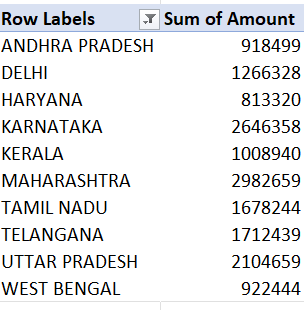 Row Labels Sum of Amount
ANDHRA PRADESH 918499
DELHI 1266328
HARYANA 813320
KARNATAKA 2646358
KERALA 1008940
MAHARASHTRA 2982659
TAMIL NADU 1678244
TELANGANA 1712439
UTTAR PRADESH 2104659
WEST BENGAL 922444